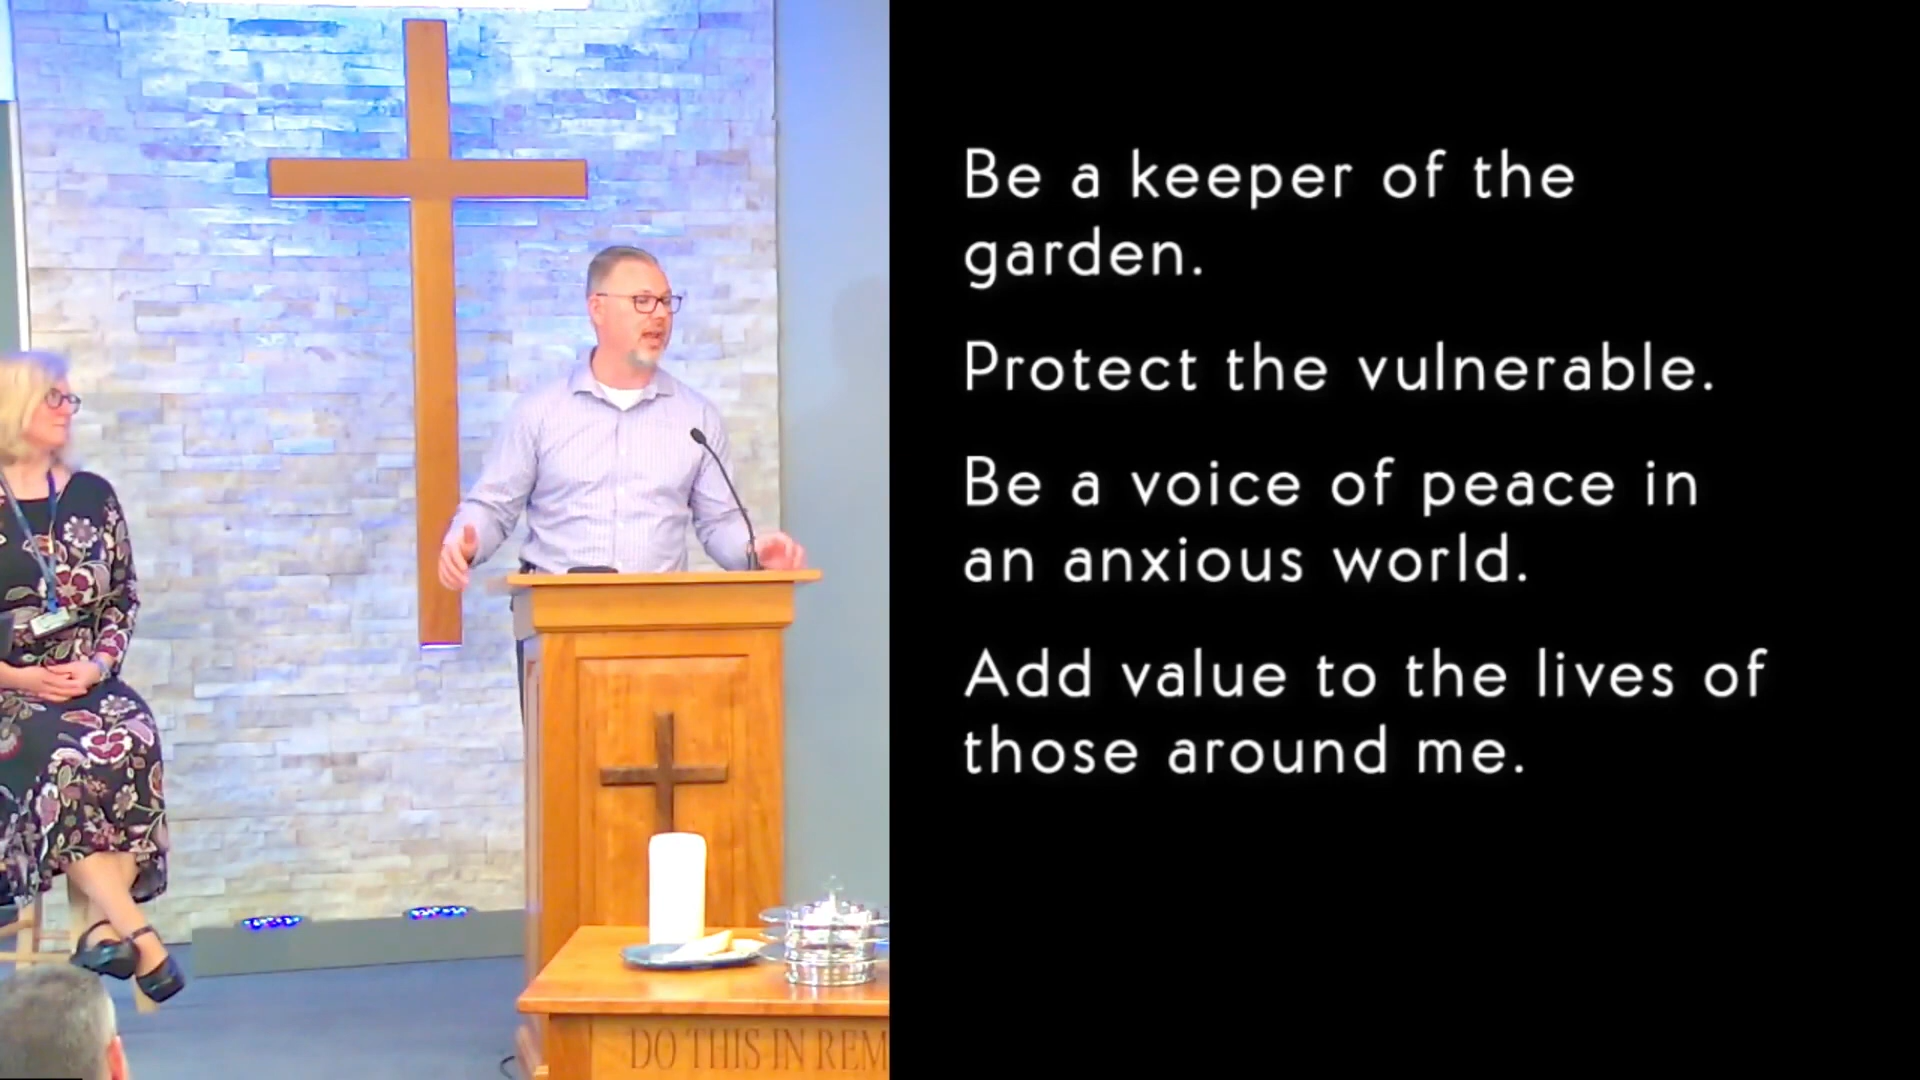 Be a keeper of the
garden.
Protect the vulnerable.
Be a voice of peace in
an anxious world.
Add value to the lives of
those around me.
DO THIS IN REM